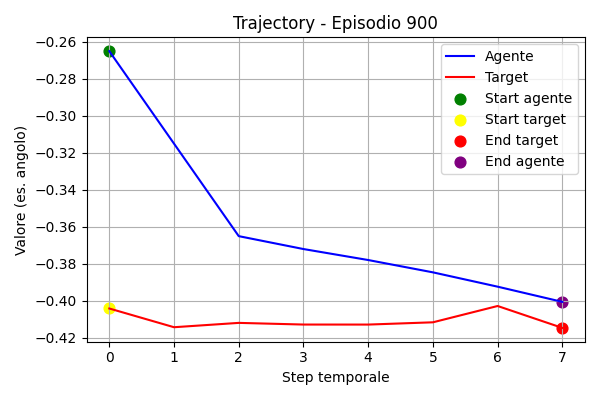 Trajectory - Episodio 900
Agente
Target
Start agente
Start target
End target
End agente
Valore (es. angolo)
−0.26
−0.28
−0.30
−0.32
−0.34
−0.36
−0.38
−0.40
−0.42
0 1 2 3 4 5 6 7
Step temporale